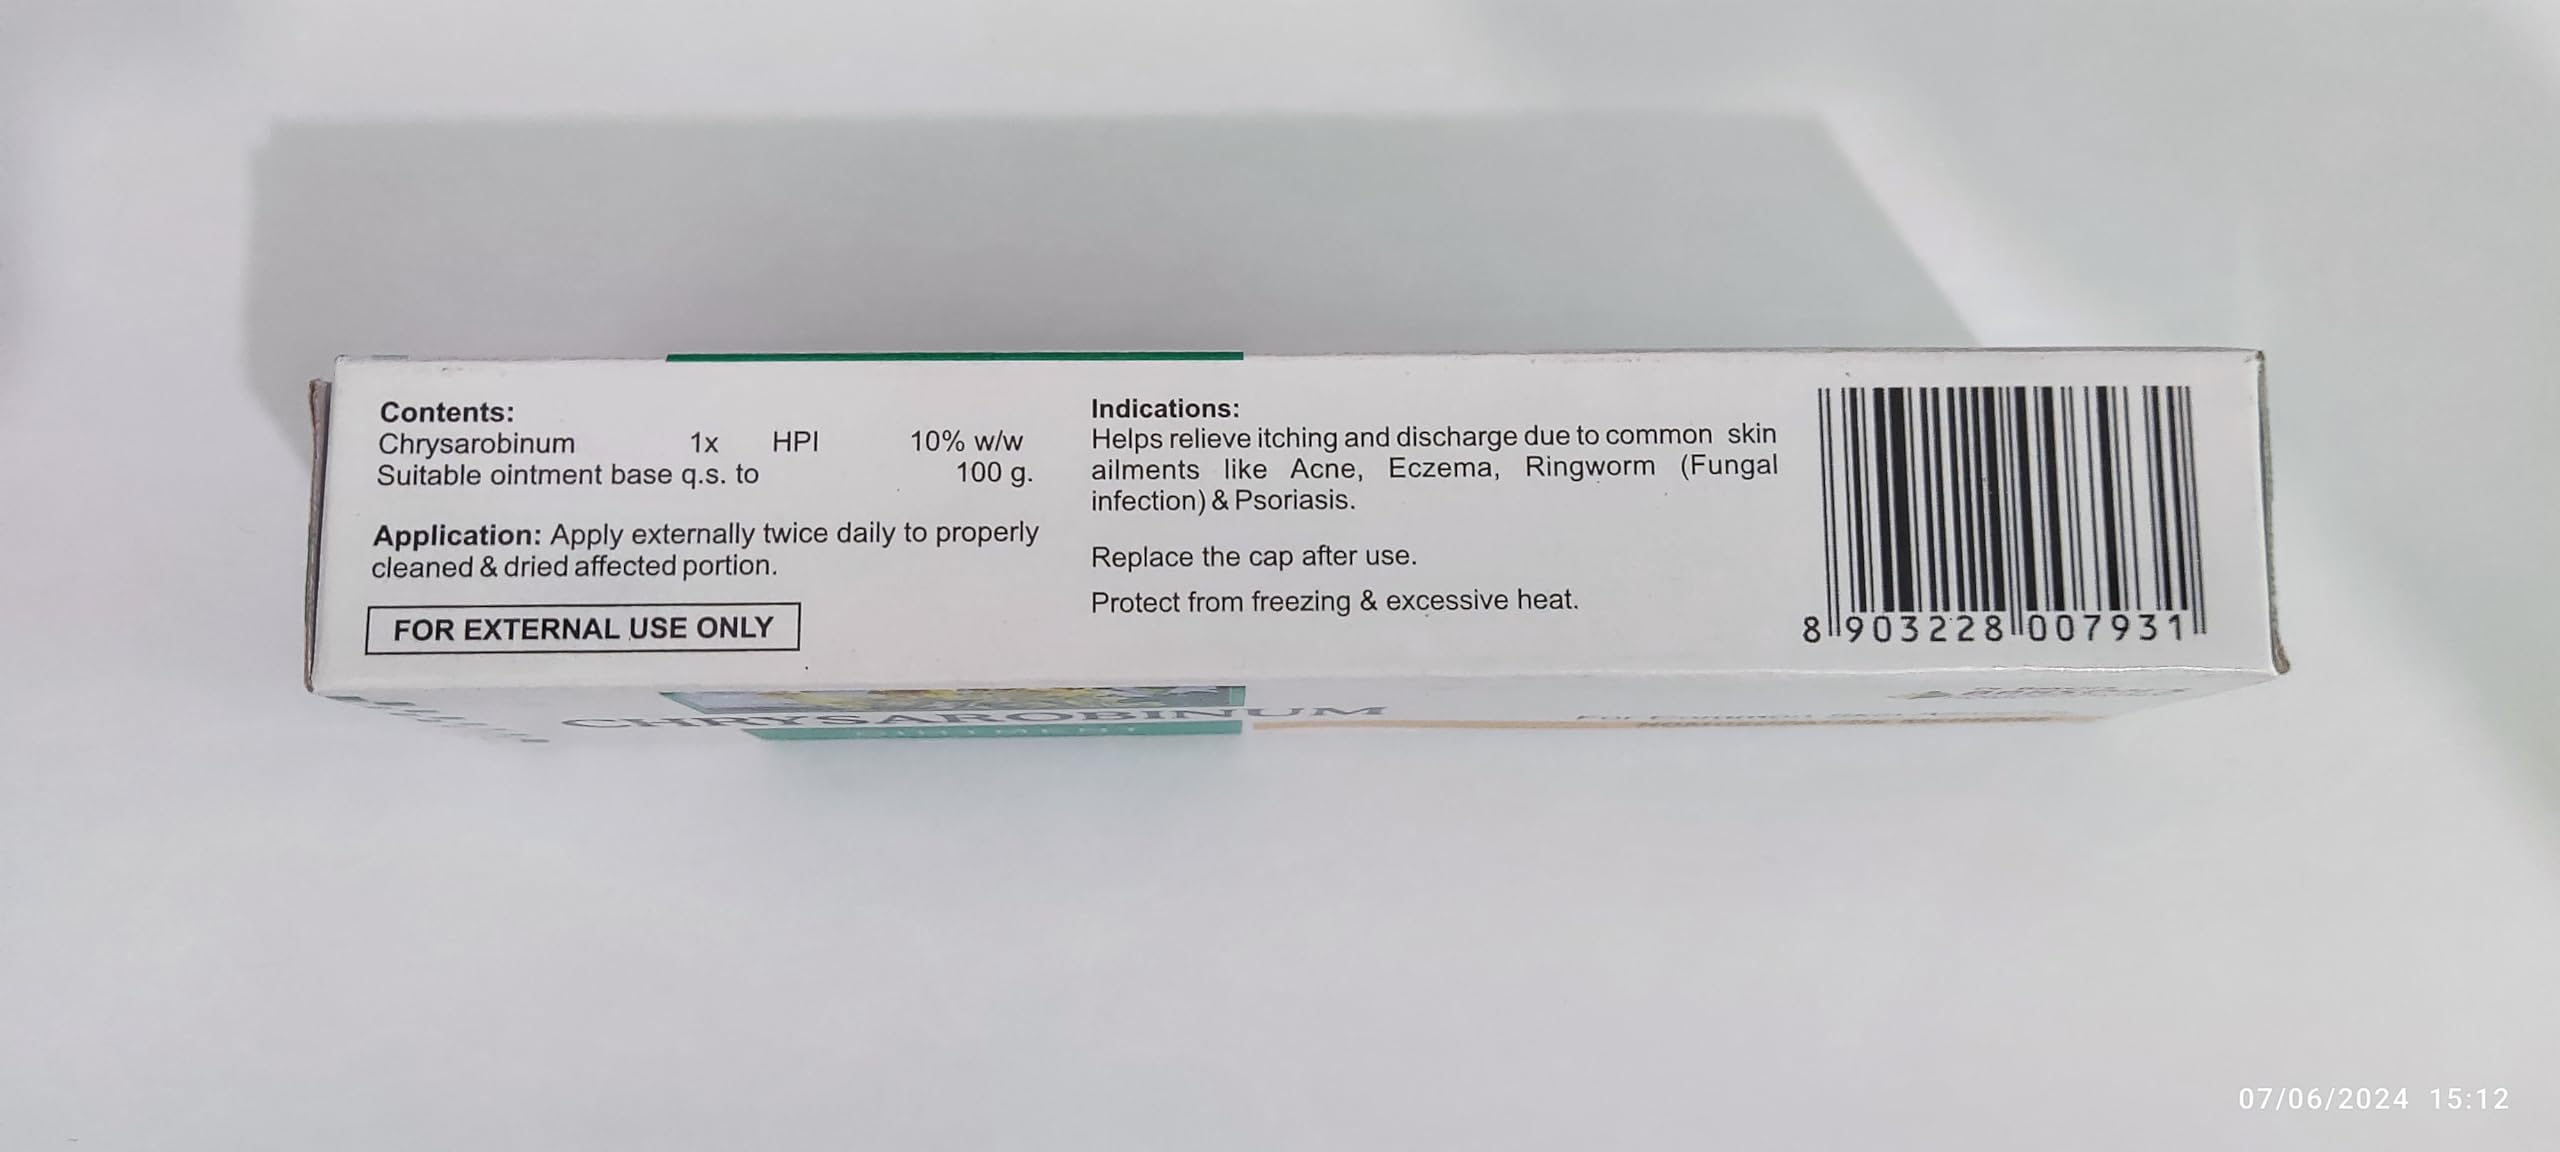 Contents:
Chrysarobinum 1x HPI 10% w/w
Suitable ointment base q.s. to 100 g.
Application: Apply externally twice daily to properly
cleaned & dried affected portion.
FOR EXTERNAL USE ONLY
Indications:
Helps relieve itching and discharge due to common skin
ailments like Acne, Eczema, Ringworm (Fungal
infection) & Psoriasis.
Replace the cap after use.
Protect from freezing & excessive heat.
8 903228 007931
CHRYSAROBINUM
OINTMENT
07/06/2024 15:12